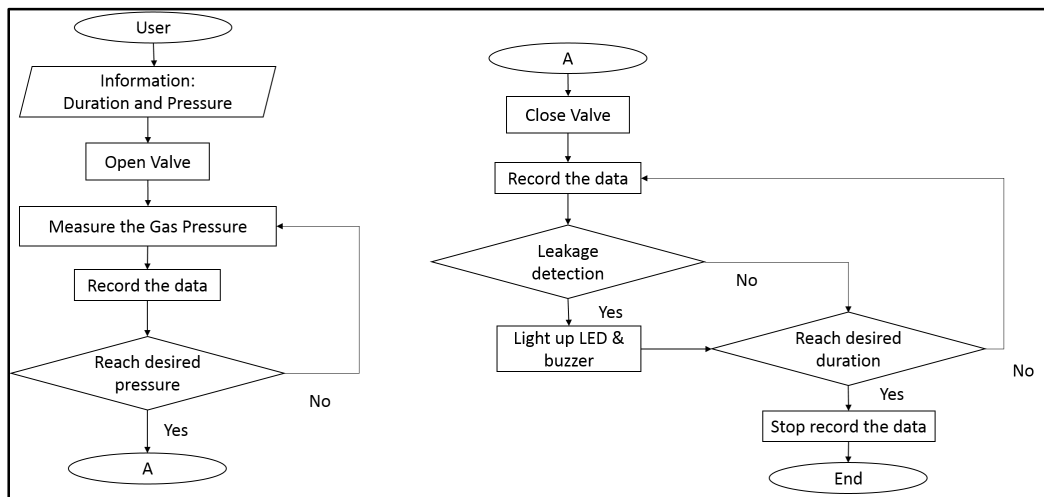 User
Information:
Duration and Pressure
Open Valve
Measure the Gas Pressure
Record the data
Reach desired
pressure
No
Yes
A
A
Close Valve
Record the data
Leakage
detection
No
Yes
Light up LED &
buzzer
Reach desired
duration
No
Yes
Stop record the data
End